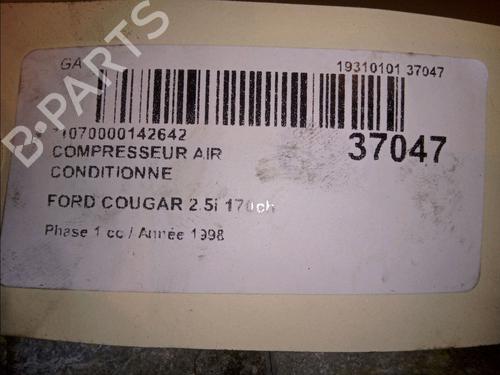 GA
19310101 37047
*1070000142642
37047
COMPRESSEUR AIR
CONDITIONNE
FORD COUGAR 2.5i 170ch
Phase 1 cc / Année 1998
B-PARTS